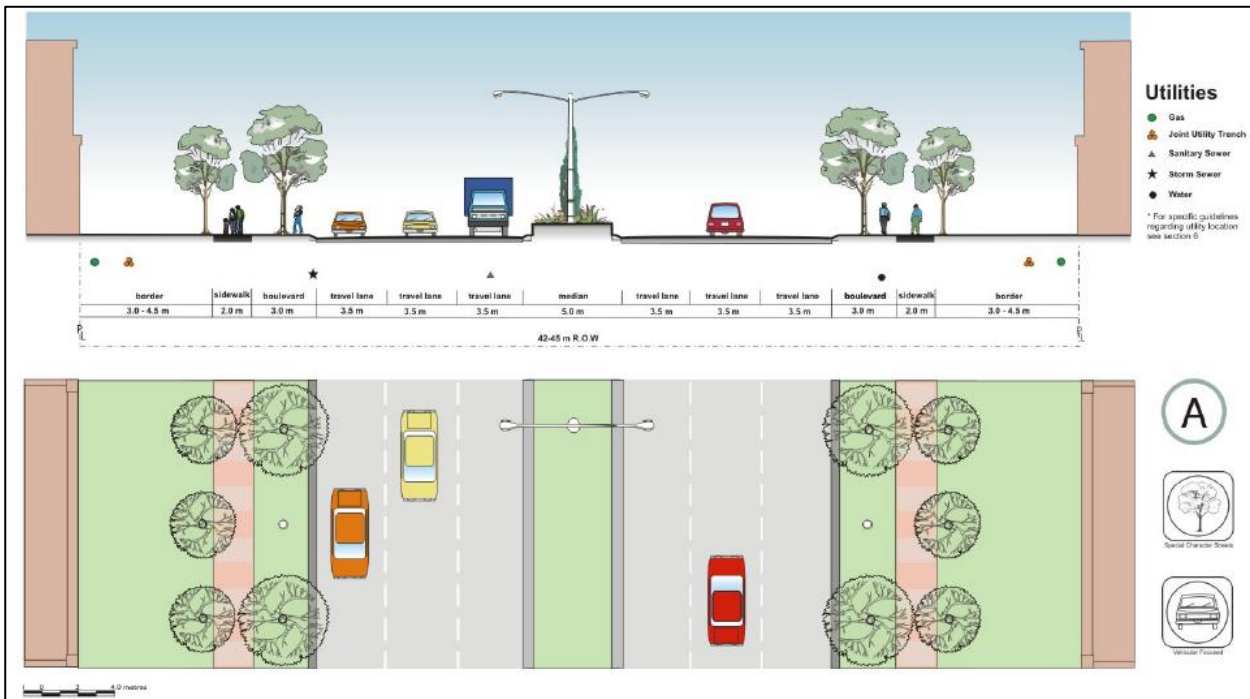 Utilities
Gas
Joint Utility Trench
Sanitary Sewer
Storm Sewer
Water
* For specific guidelines
regarding utility location
see section 6
border sidewalk boulevard travel lane travel lane travel lane median travel lane travel lane travel lane boulevard sidewalk border
3.0 - 4.5 m 2.0 m 3.0 m 3.5 m 3.5 m 3.5 m 5.0 m 3.5 m 3.5 m 3.5 m 3.0 m 2.0 m 3.0 - 4.5 m
P L P L
42-45 m R.O.W
A
Special Character Streets
Vehicular Focused
1 0 2 4.0 metres